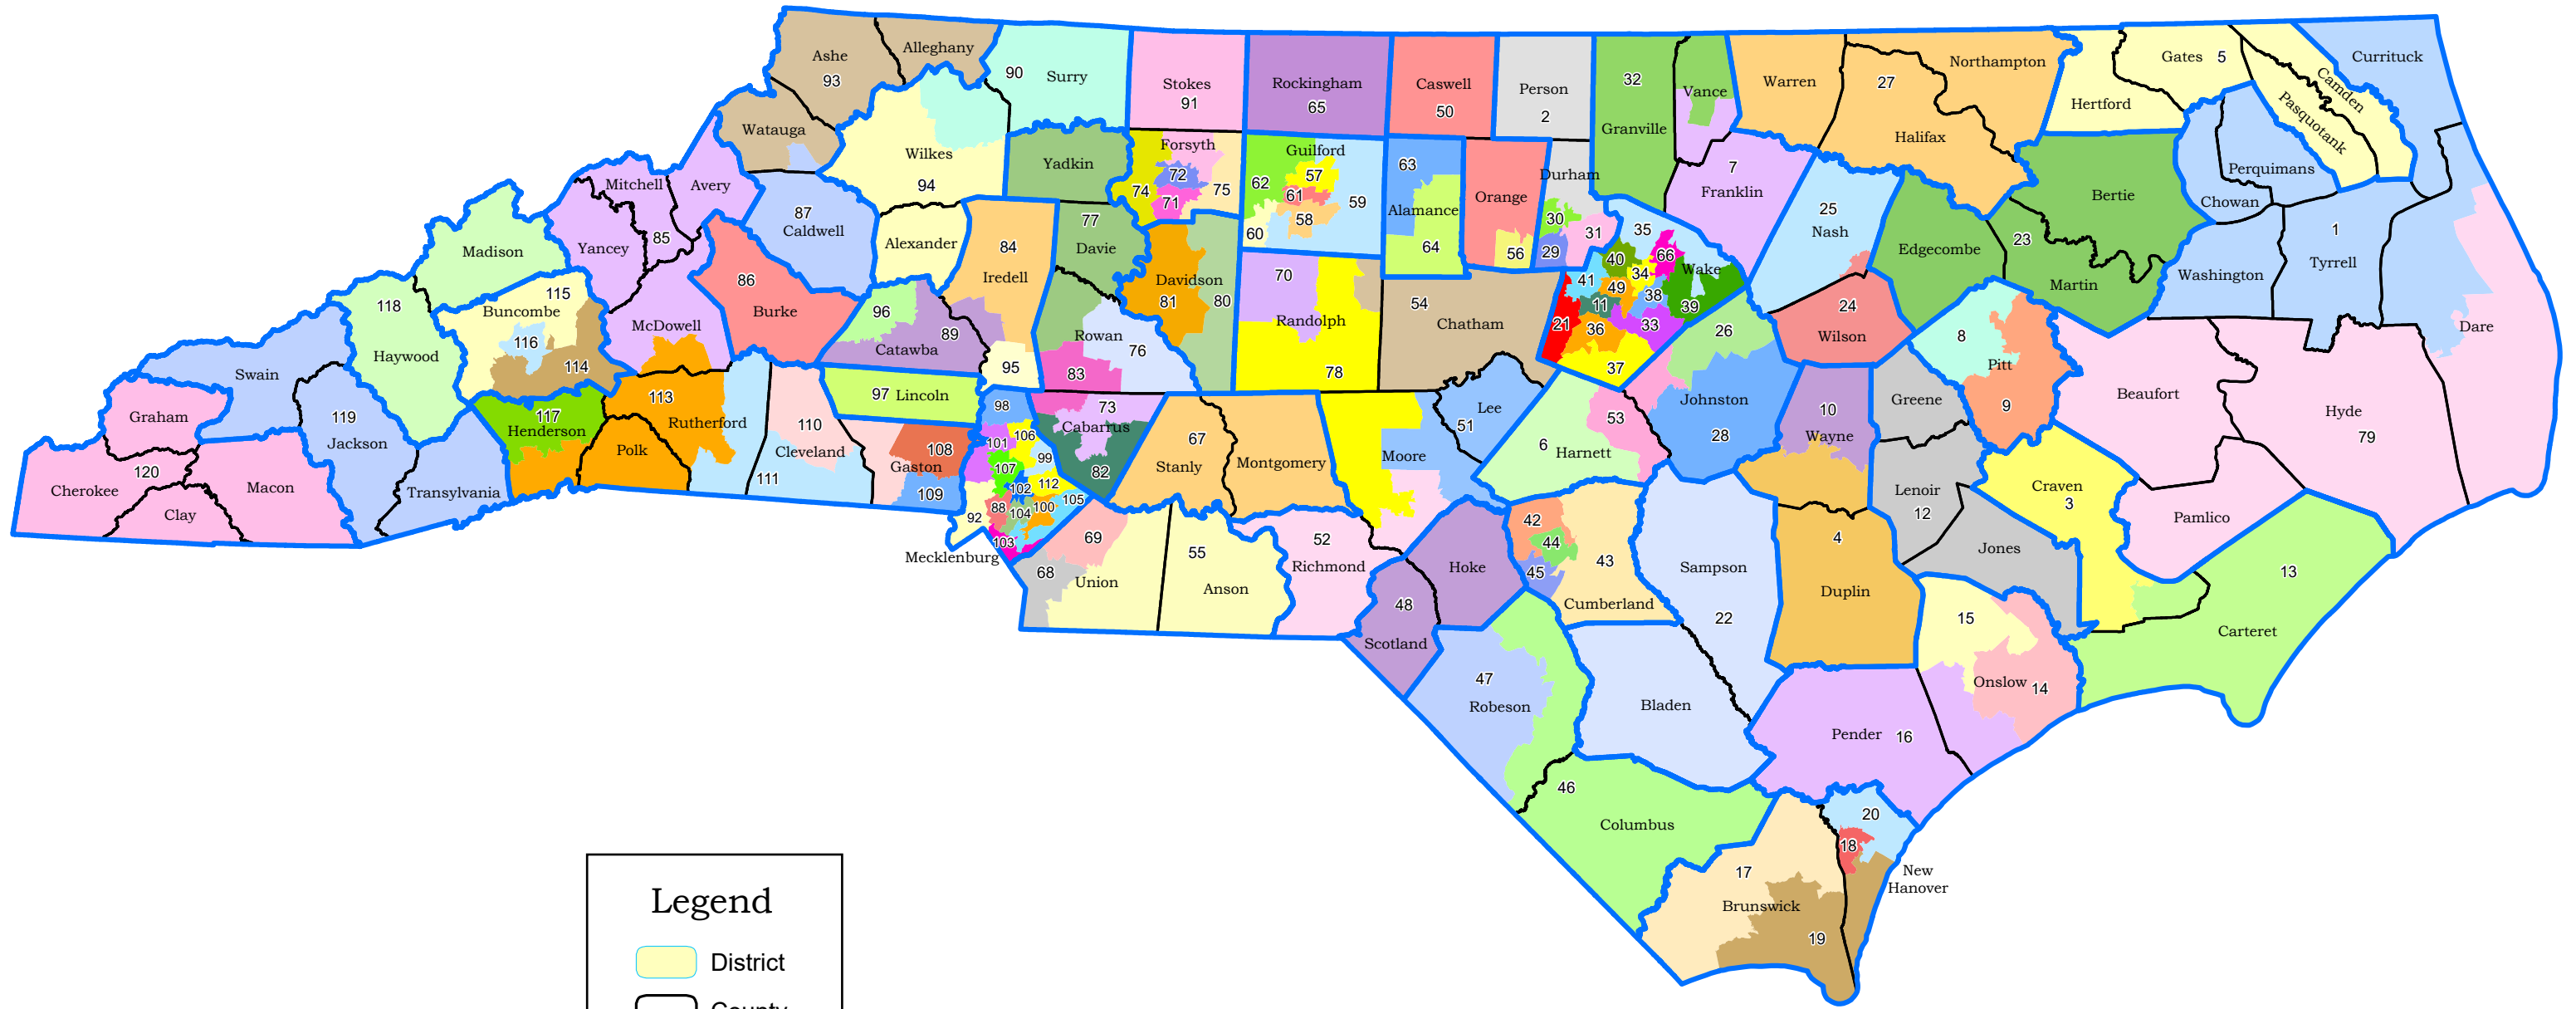 Ashe
93
Alleghany
90
Surry
Stokes
91
Rockingham
65
Caswell
50
Person
2
32
Granville
Vance
Warren
27
Northampton
Halifax
Gates
5
Hertford
Camden
Pasquotank
Currituck
Perquimans
Chowan
Watauga
Wilkes
94
Yadkin
Forsyth
72
74
71
75
Guilford
57
62
61
58
59
60
63
Alamance
64
Orange
56
Durham
30
31
29
7
Franklin
25
Nash
Edgecombe
23
Bertie
Martin
1
Tyrrell
Washington
Dare
Mitchell
Avery
Yancey
85
87
Caldwell
Alexander
84
Iredell
77
Davie
Davidson
81
80
70
Randolph
78
54
Chatham
35
40
66
34
Wake
41
49
38
39
11
21
36
33
37
26
24
Wilson
8
Pitt
9
Madison
118
Haywood
115
Buncombe
116
114
McDowell
86
Burke
96
89
Catawba
95
Rowan
76
83
Swain
Graham
119
Jackson
Transylvania
117
Henderson
113
Rutherford
Polk
110
Cleveland
111
97
Lincoln
108
Gaston
109
98
101
106
99
107
112
102
105
88
104
100
92
103
Mecklenburg
73
Cabarrus
82
67
Stanly
Montgomery
Moore
51
Lee
6
Harnett
53
Johnston
28
10
Wayne
Greene
Lenoir
12
Craven
3
Beaufort
Hyde
79
Pamlico
Jones
120
Cherokee
Clay
Macon
69
68
Union
55
Anson
52
Richmond
48
Scotland
Hoke
42
44
45
43
Cumberland
Sampson
22
4
Duplin
15
Onslow
14
13
Carteret
47
Robeson
Bladen
Pender
16
46
Columbus
17
Brunswick
19
20
18
New
Hanover
Legend
District
County